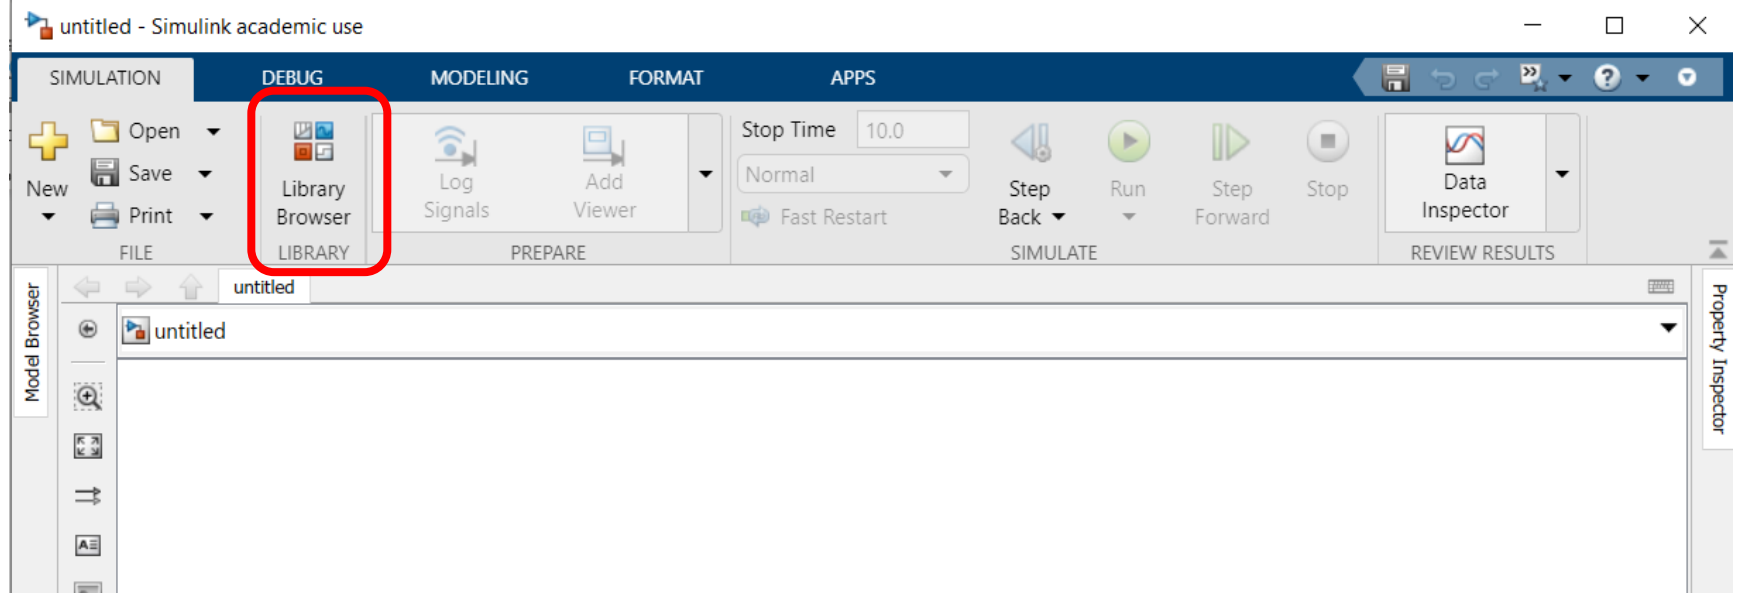 untitled - Simulink academic use
SIMULATION DEBUG MODELING FORMAT APPS
New
Open
Save
Print
FILE
Library
Browser
LIBRARY
Log
Signals
Add
Viewer
PREPARE
Stop Time 10.0
Normal
Fast Restart
Step
Back
Run
Step
Forward
Stop
SIMULATE
Data
Inspector
REVIEW RESULTS
Model Browser
untitled
untitled
Property Inspector